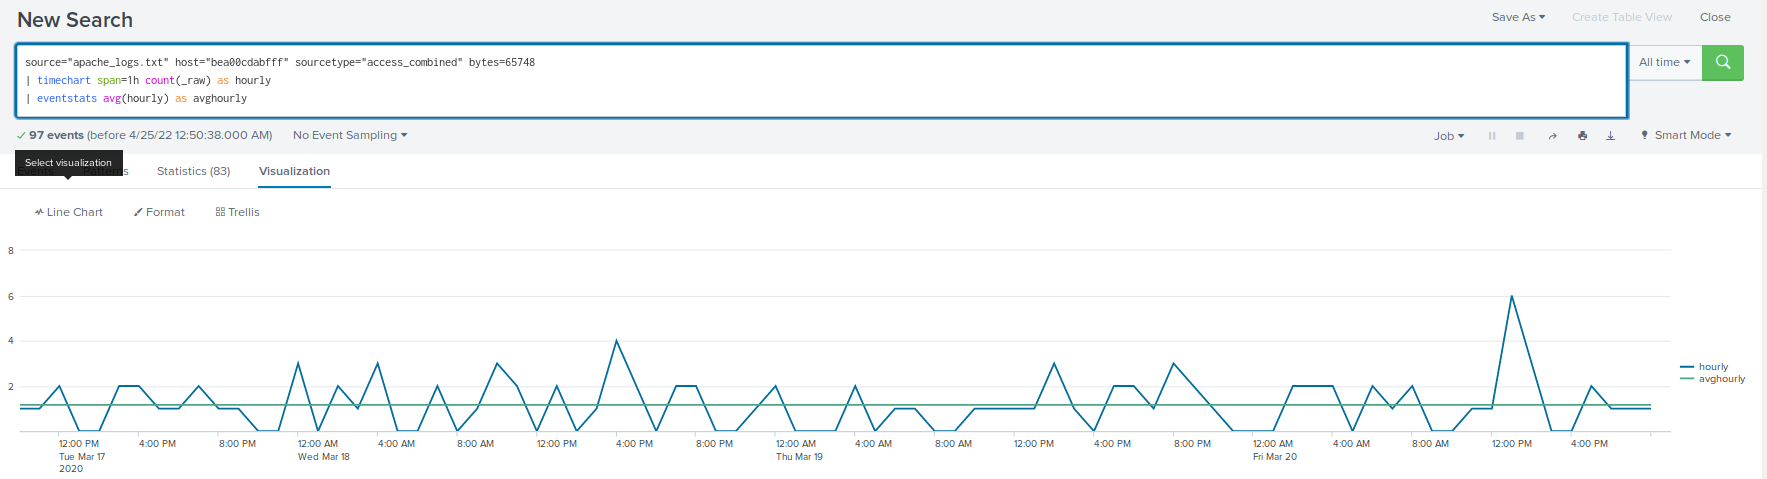 New Search
Save As ▾ Create Table View Close
source="apache_logs.txt" host="bea00cdabfff" sourcetype="access_combined" bytes=65748
| timechart span=1h count(_raw) as hourly
| eventstats avg(hourly) as avghourly
All time ▾
✓ 97 events (before 4/25/22 12:50:38.000 AM) No Event Sampling ▾
Job ▾ Smart Mode ▾
Select visualization
Events Patterns Statistics (83) Visualization
Line Chart Format Trellis
8
6
4
2
hourly
avghourly
12:00 PM 4:00 PM 8:00 PM 12:00 AM 4:00 AM 8:00 AM 12:00 PM 4:00 PM 8:00 PM 12:00 AM 4:00 AM 8:00 AM 12:00 PM 4:00 PM 8:00 PM 12:00 AM 4:00 AM 8:00 AM 12:00 PM 4:00 PM
Tue Mar 17 Wed Mar 18 Thu Mar 19 Fri Mar 20
2020